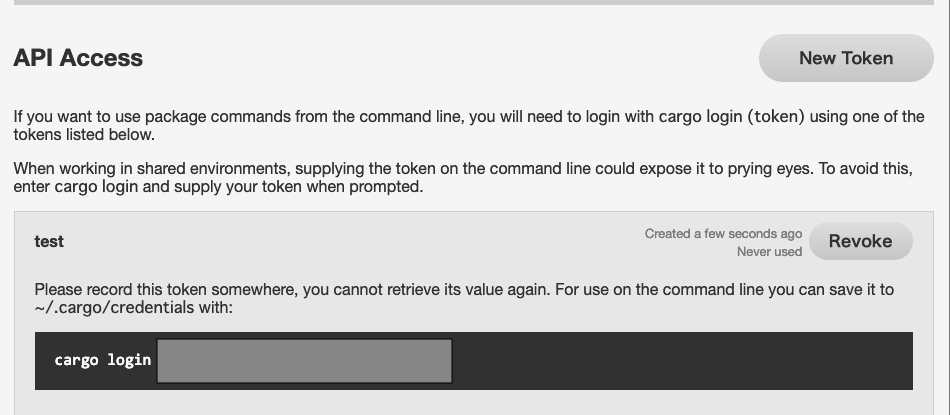 API Access
New Token
If you want to use package commands from the command line, you will need to login with cargo login (token) using one of the
tokens listed below.
When working in shared environments, supplying the token on the command line could expose it to prying eyes. To avoid this,
enter cargo login and supply your token when prompted.
test
Created a few seconds ago
Never used
Revoke
Please record this token somewhere, you cannot retrieve its value again. For use on the command line you can save it to
~/.cargo/credentials with:
cargo login